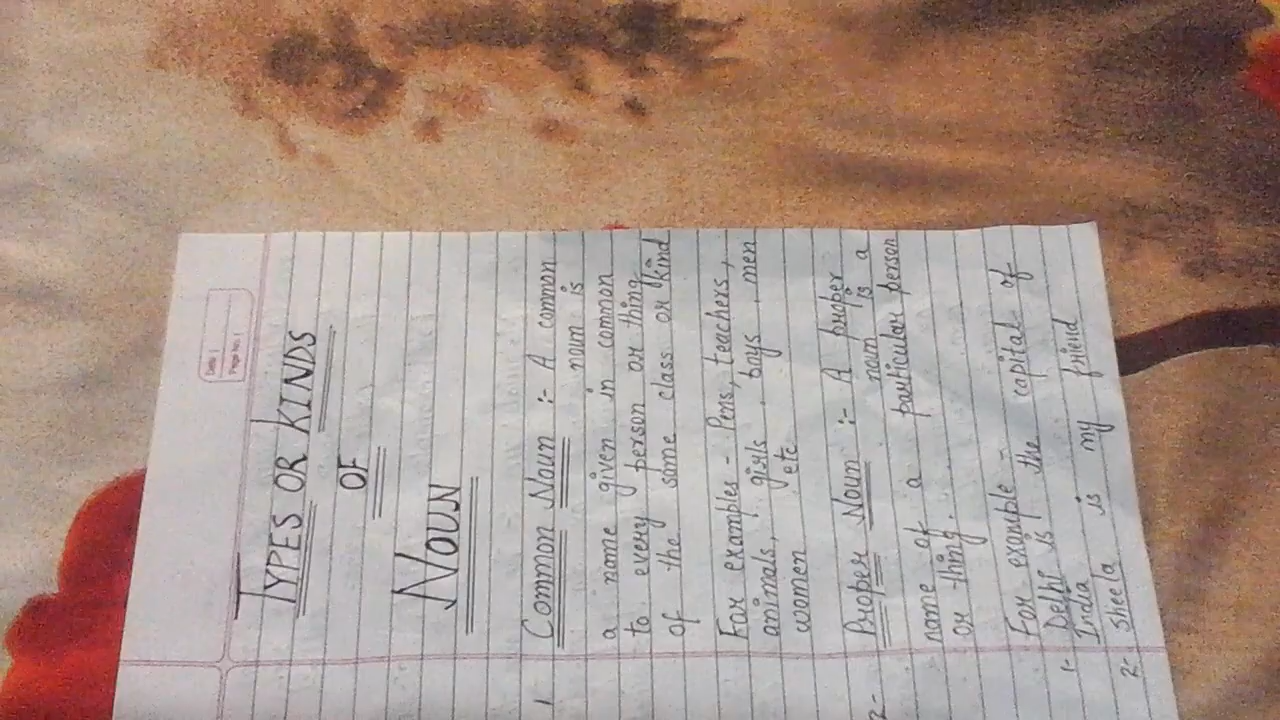 Date :
Page No. :
TYPES OR KINDS
OF
NOUN
1 Common Noun :- A common
noun is
a name given in common
to every person or thing
of the same class or kind
For examples - Pens, teachers,
animals, girls, boys, men
women etc
2- Proper Noun :- A proper
noun is a
name of a particular person
or thing.
For example -
1- Delhi is the capital of
India
2- Sheela is my friend